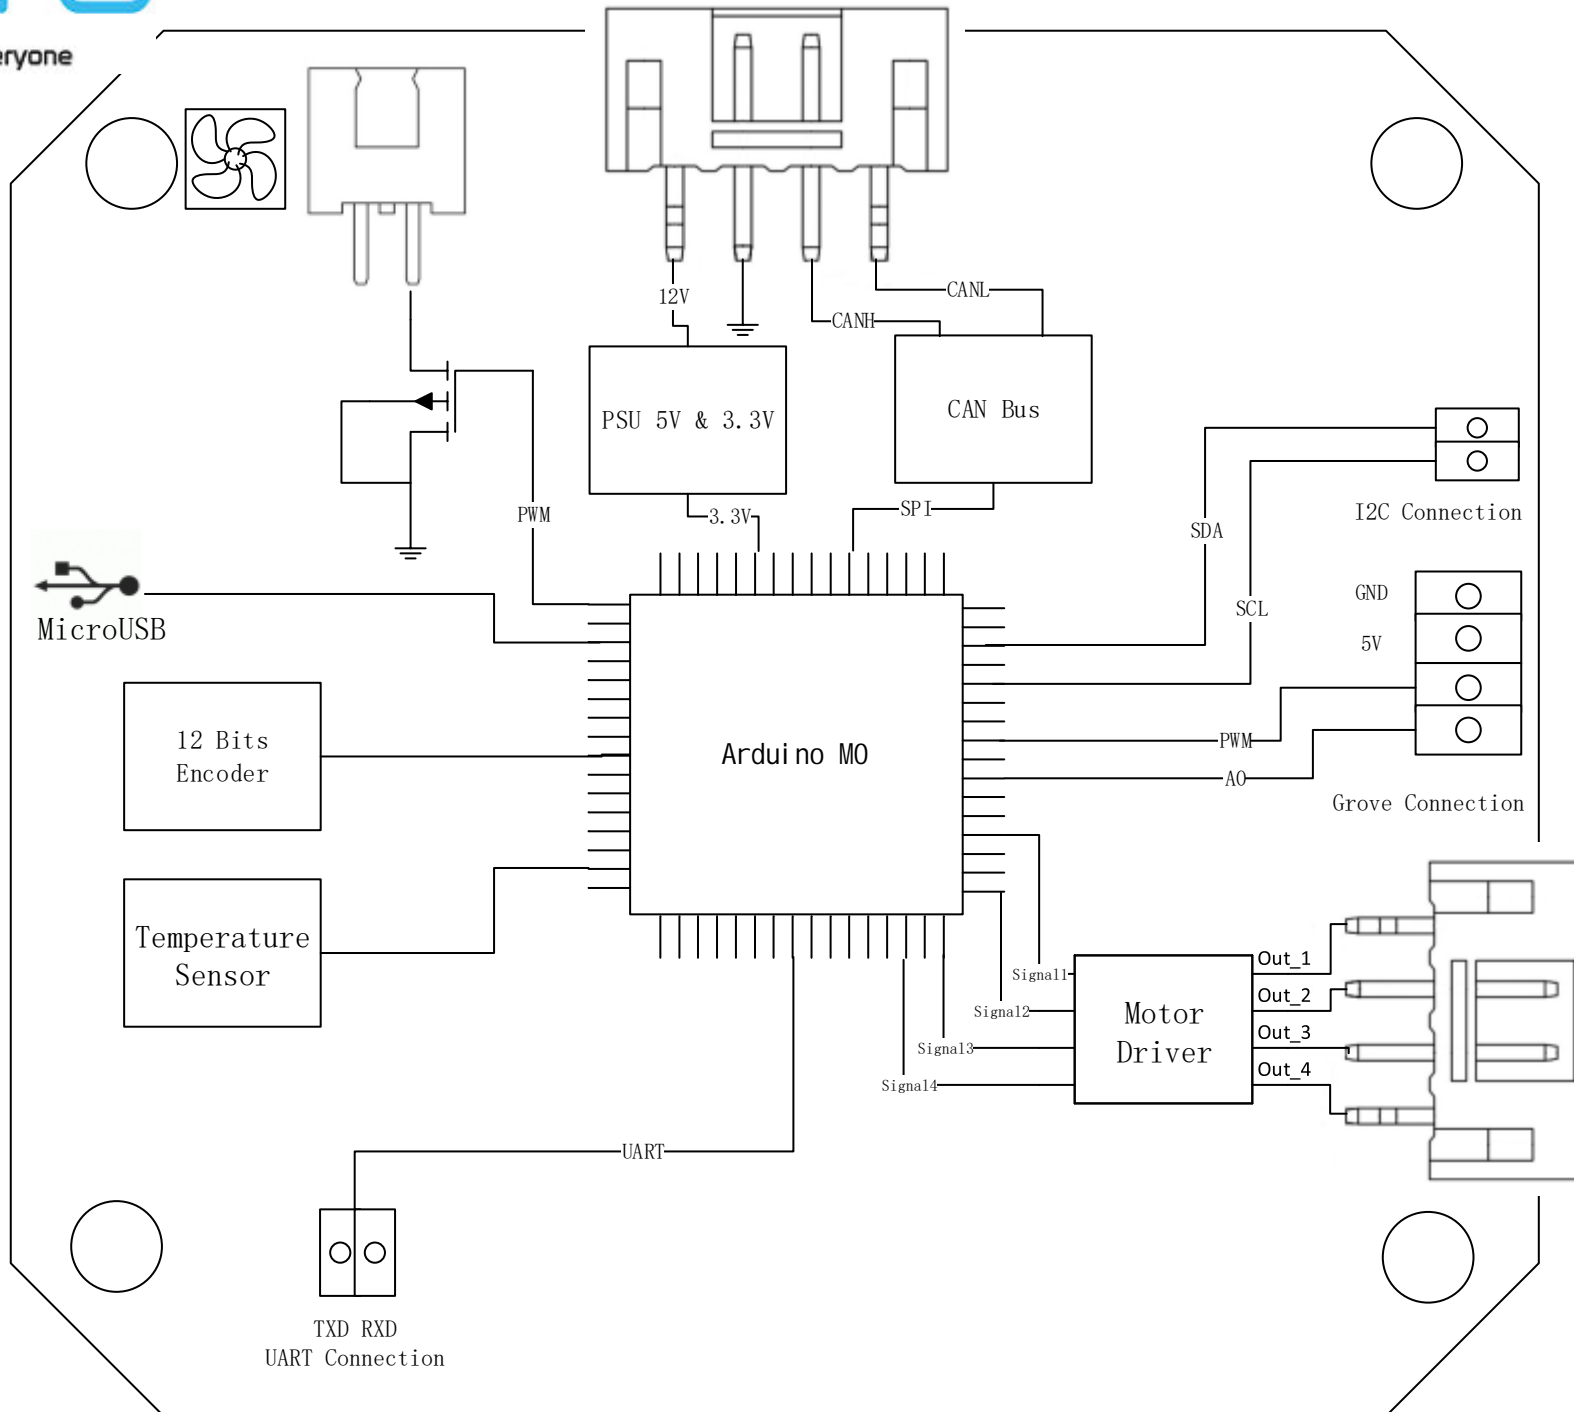 eryone
12V
CANL
CANH
PSU 5V & 3.3V
CAN Bus
PWM
3.3V
SPI
I2C Connection
SDA
MicroUSB
GND
SCL
5V
12 Bits
Encoder
Arduino M0
PWM
A0
Grove Connection
Temperature
Sensor
Signal1
Signal2
Signal3
Signal4
Motor
Driver
Out_1
Out_2
Out_3
Out_4
UART
TXD RXD
UART Connection